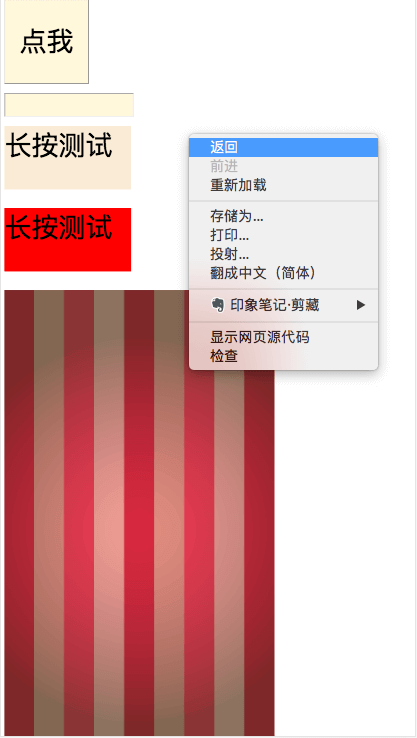 点我
长按测试
长按测试
返回
前进
重新加载
存储为...
打印...
投射...
翻成中文（简体）
印象笔记·剪藏
显示网页源代码
检查